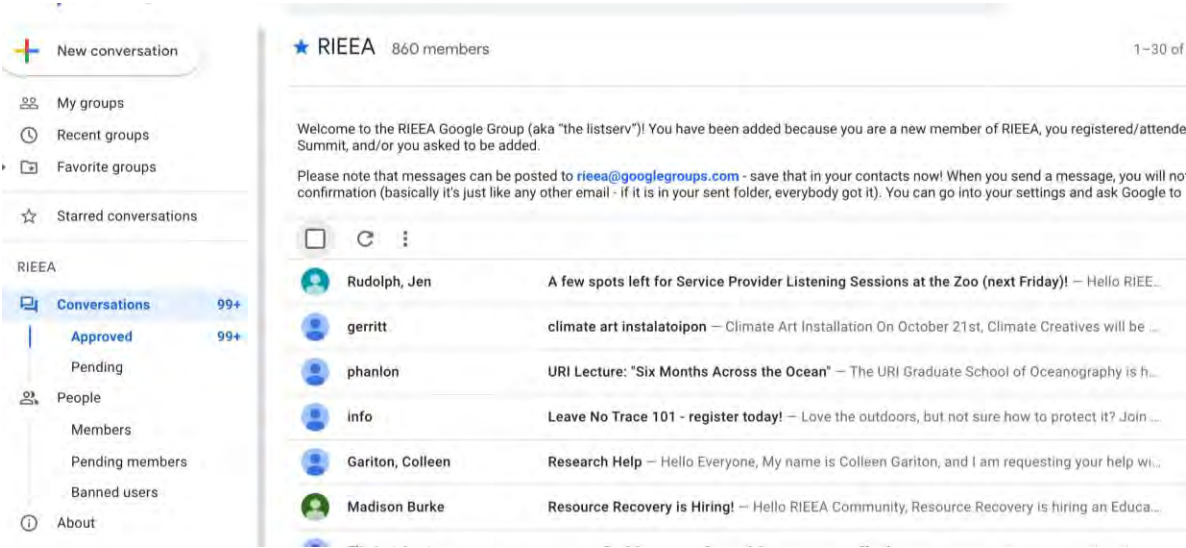 New conversation
My groups
Recent groups
Favorite groups
Starred conversations
RIEEA
Conversations 99+
Approved 99+
Pending
People
Members
Pending members
Banned users
About
RIEEA 860 members
1–30 of
Welcome to the RIEEA Google Group (aka "the listserv")! You have been added because you are a new member of RIEEA, you registered/attende
Summit, and/or you asked to be added.
Please note that messages can be posted to rieea@googlegroups.com - save that in your contacts now! When you send a message, you will no
confirmation (basically it's just like any other email - if it is in your sent folder, everybody got it). You can go into your settings and ask Google to
Rudolph, Jen A few spots left for Service Provider Listening Sessions at the Zoo (next Friday)! – Hello RIEE...
gerritt climate art instalatoipon – Climate Art Installation On October 21st, Climate Creatives will be ...
phanlon URI Lecture: "Six Months Across the Ocean" – The URI Graduate School of Oceanography is h...
info Leave No Trace 101 - register today! – Love the outdoors, but not sure how to protect it? Join ...
Gariton, Colleen Research Help – Hello Everyone, My name is Colleen Gariton, and I am requesting your help wi...
Madison Burke Resource Recovery is Hiring! – Hello RIEEA Community, Resource Recovery is hiring an Educa...